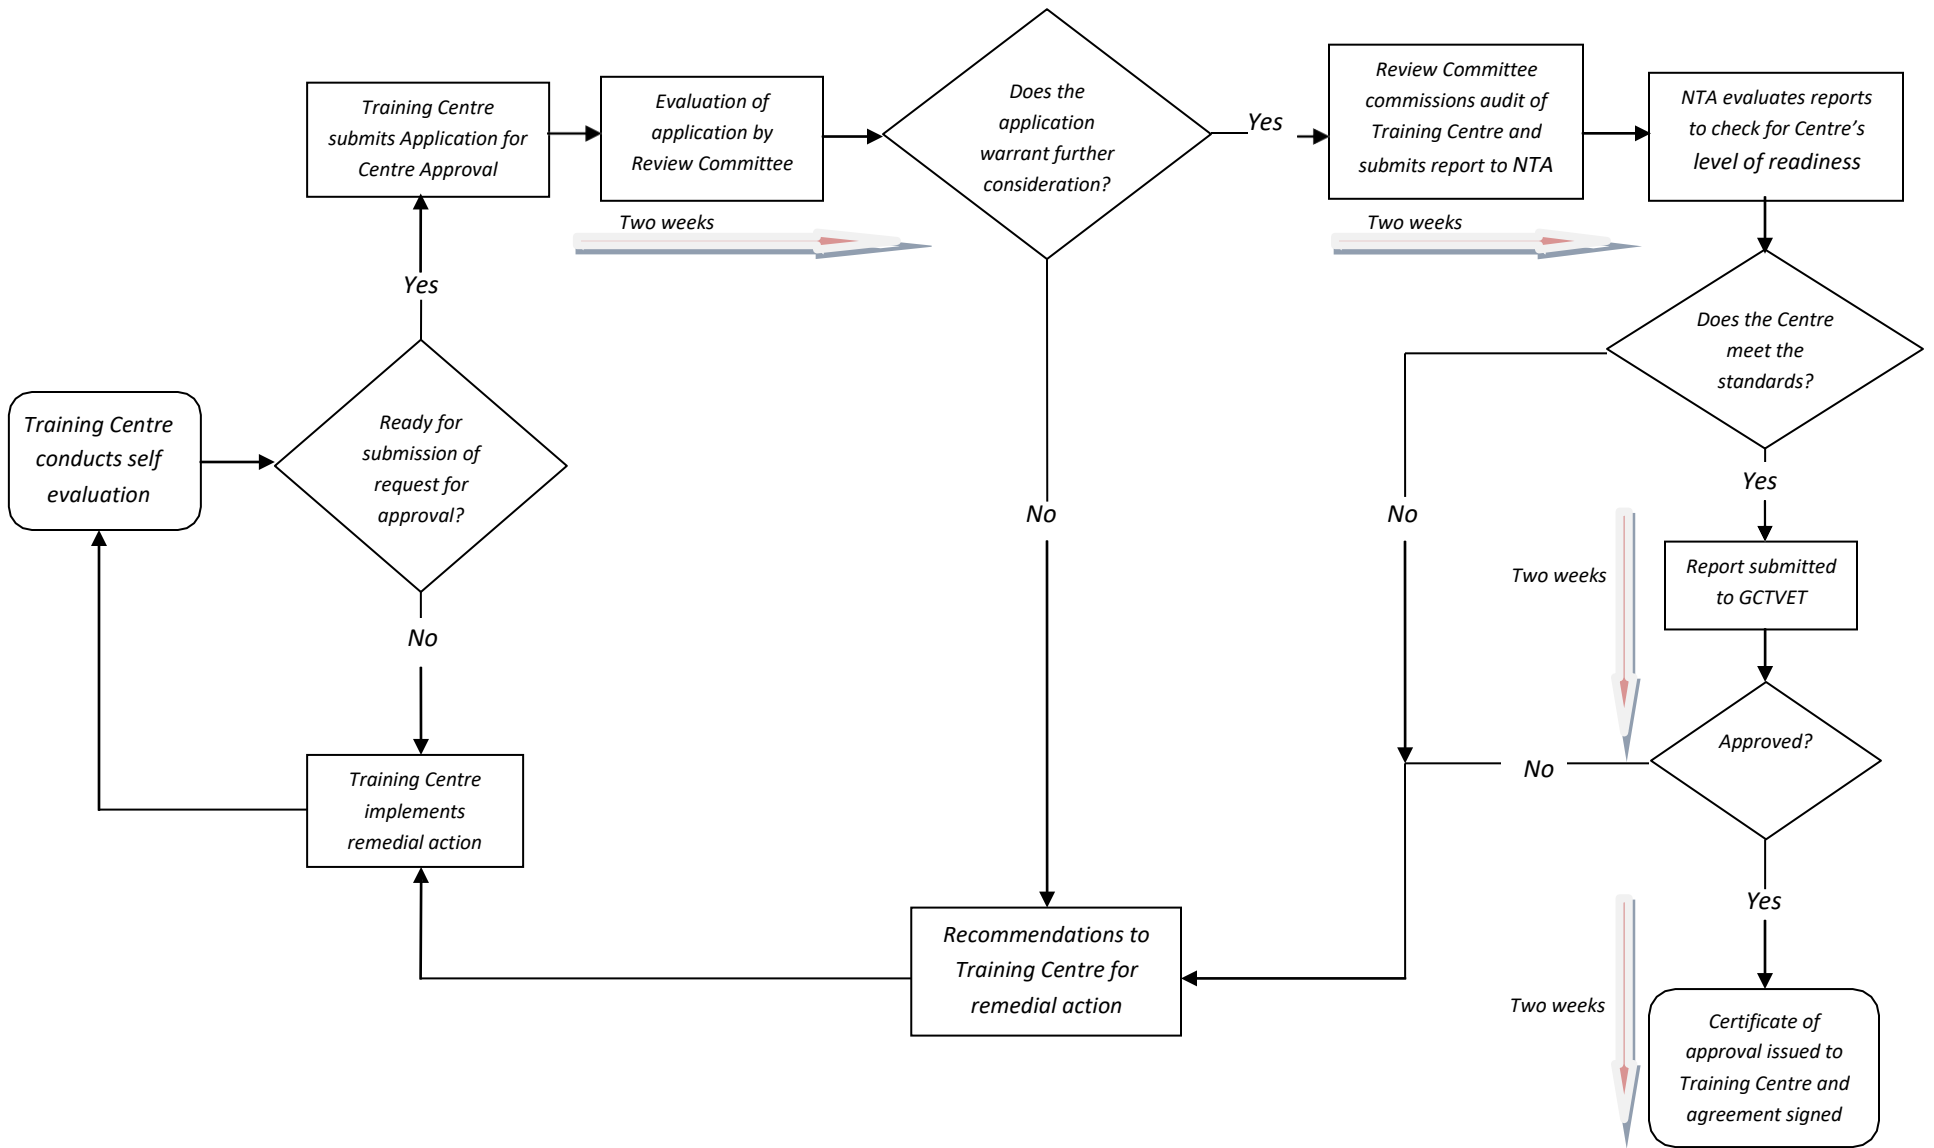 Training Centre
submits Application for
Centre Approval
Evaluation of
application by
Review Committee
Two weeks
Does the
application
warrant further
consideration?
Yes
Review Committee
commissions audit of
Training Centre and
submits report to NTA
Two weeks
NTA evaluates reports
to check for Centre’s
level of readiness
Yes
Does the Centre
meet the
standards?
Training Centre
conducts self
evaluation
Ready for
submission of
request for
approval?
No
No
Yes
Two weeks
Report submitted
to GCTVET
No
Training Centre
implements
remedial action
No
Approved?
Yes
Recommendations to
Training Centre for
remedial action
Two weeks
Certificate of
approval issued to
Training Centre and
agreement signed